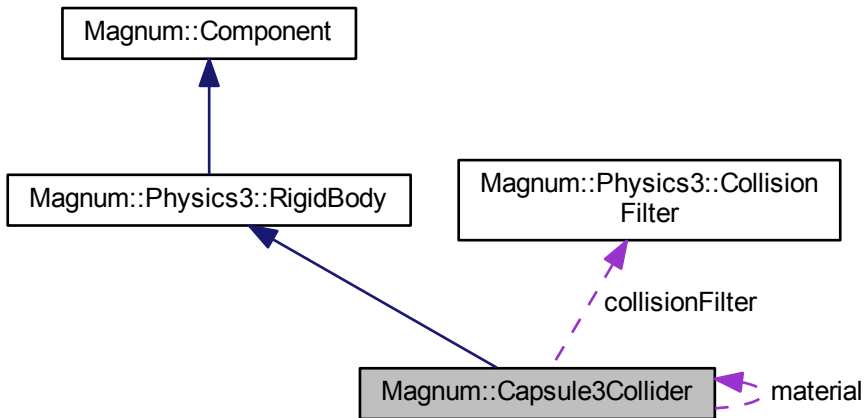 Magnum::Component
Magnum::Physics3::RigidBody
Magnum::Physics3::Collision
Filter
collisionFilter
Magnum::Capsule3Collider
material